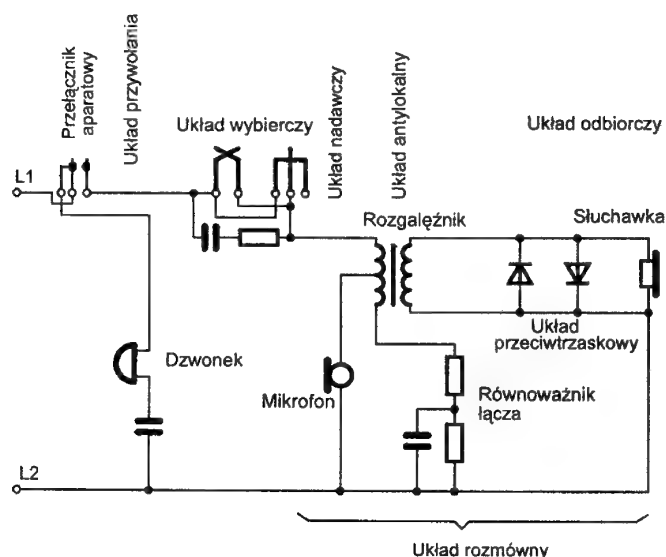 Przełącznik
aparatowy
Układ przywołania
Układ wybierczy
Układ nadawczy
Układ antylokalny
Układ odbiorczy
L1
Rozgałęźnik
Słuchawka
Układ
przeciwtrzaskowy
Dzwonek
Mikrofon
Równoważnik
łącza
L2
Układ rozmówny